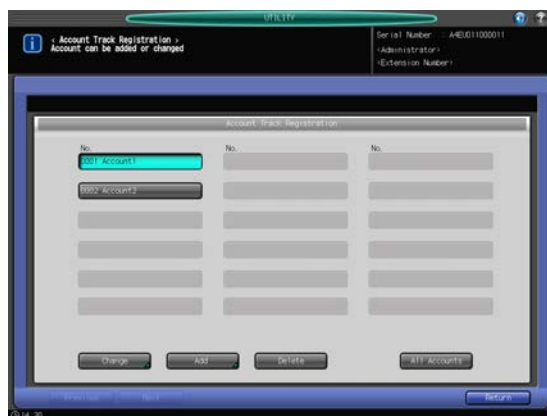 UTILITY
< Account Track Registration >
Account can be added or changed
Serial Number : A4EU011000011
<Administrator>
<Extension Number>
Account Track Registration
No. No. No.
0001 Account1
0002 Account2
Change Add Delete All Accounts
Previous Next Return